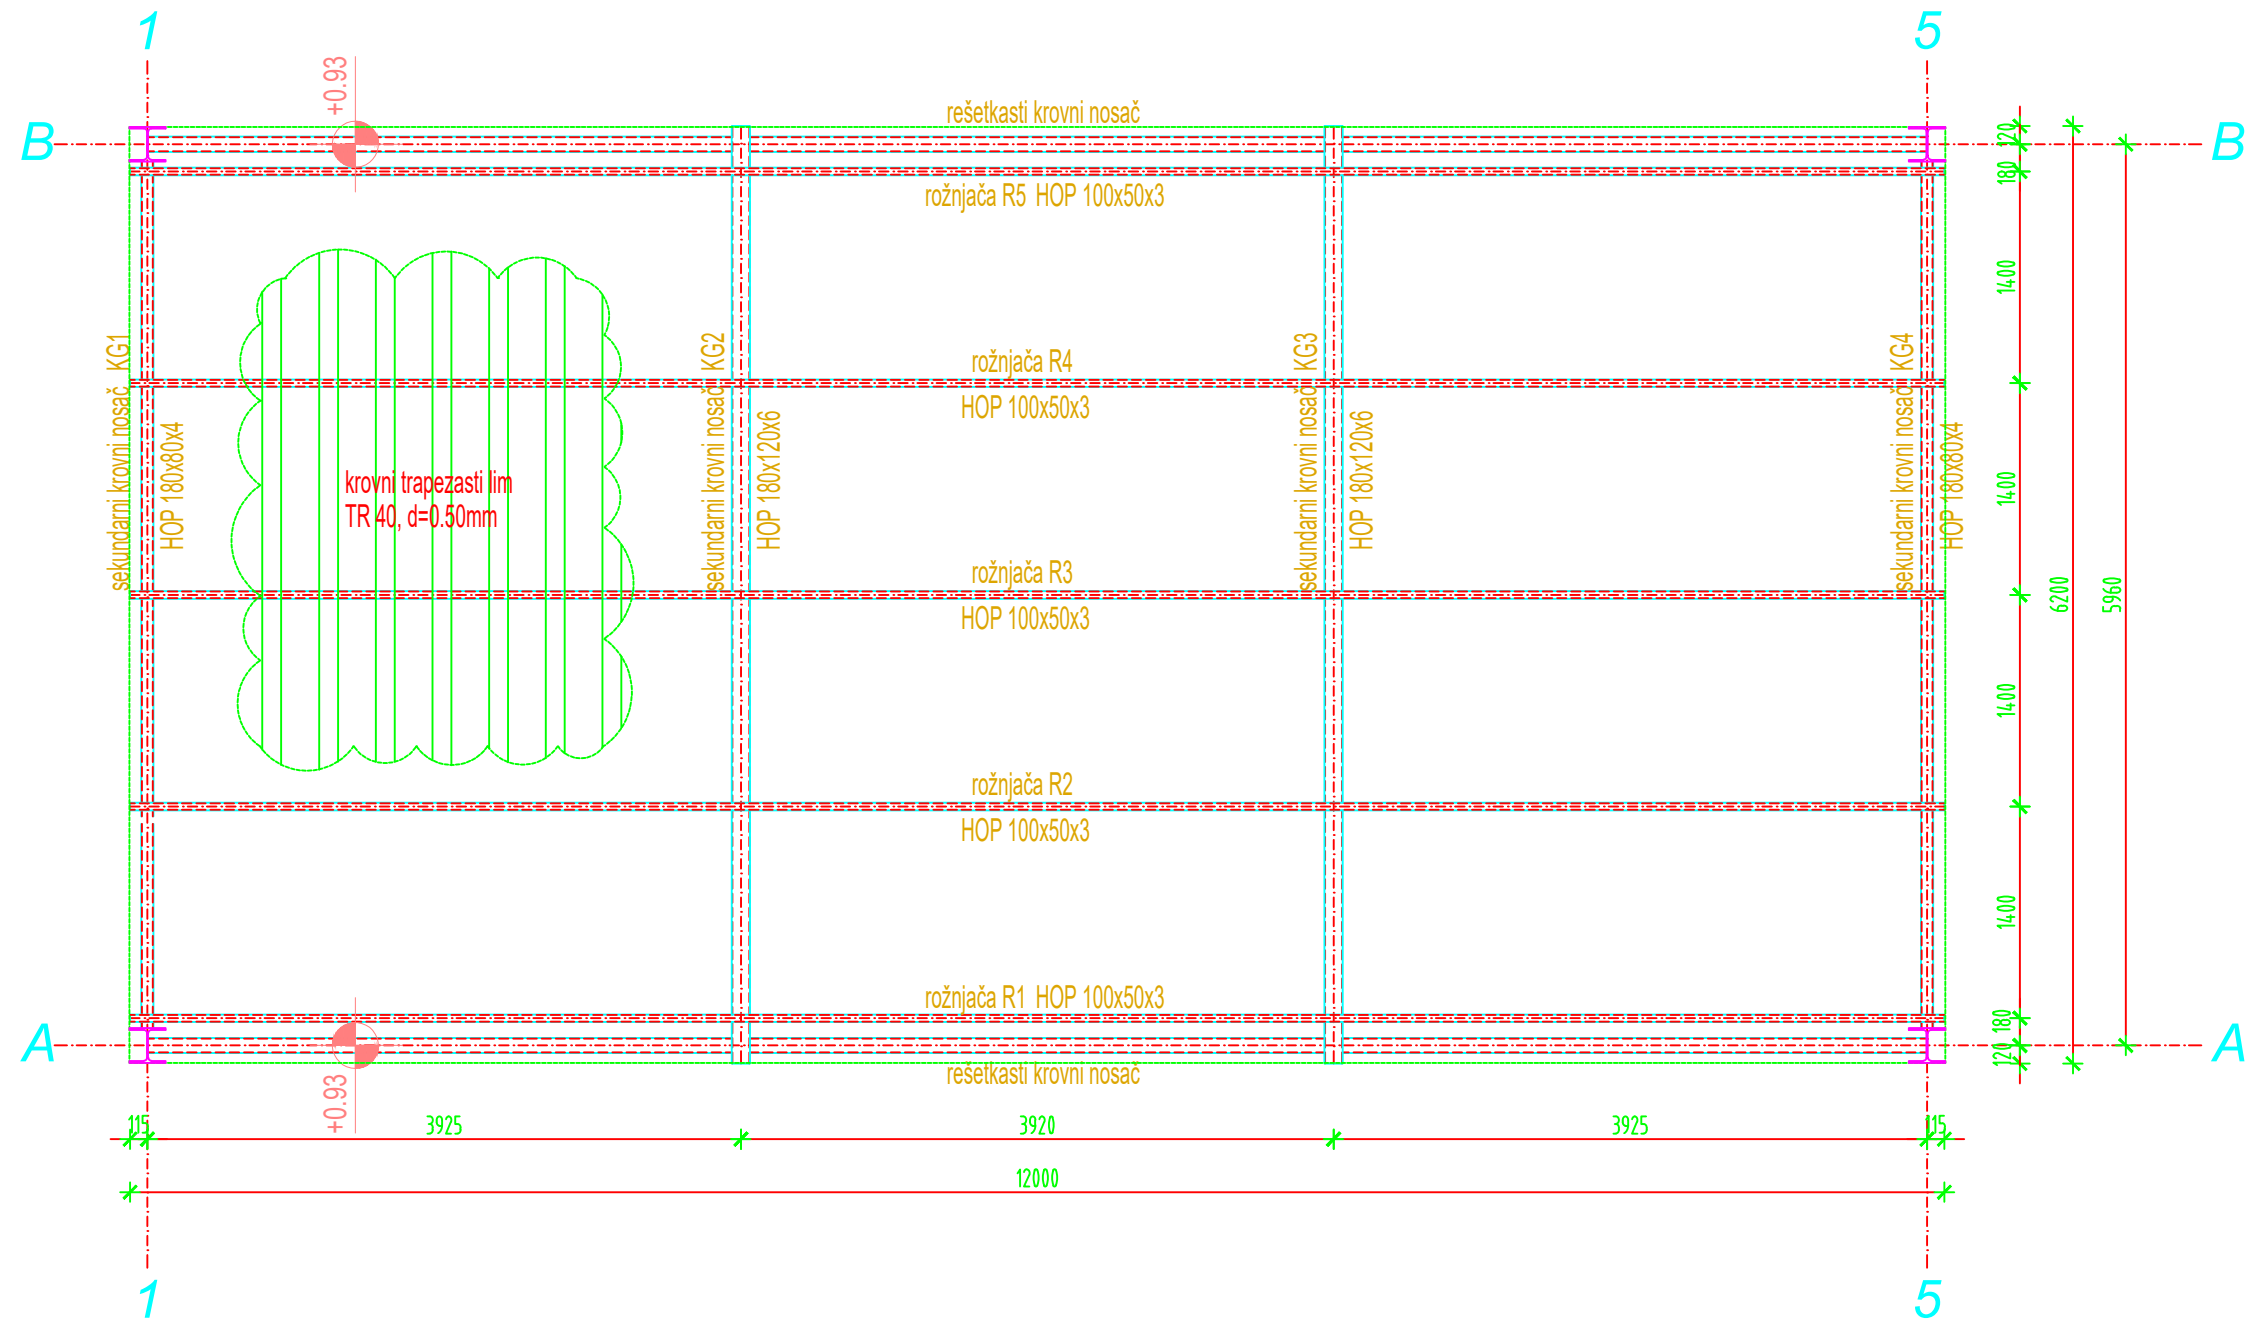 1
5
+0.93
rešetkasti krovni nosač
B
B
120
180
rožnjača R5 HOP 100x50x3
1400
sekundarni krovni nosač KG1
HOP 180x80x4
sekundarni krovni nosač KG2
HOP 180x120x6
rožnjača R4
HOP 100x50x3
sekundarni krovni nosač KG3
HOP 180x120x6
sekundarni krovni nosač KG4
HOP 180x80x4
krovni trapezasti lim
TR 40, d=0.50mm
1400
rožnjača R3
HOP 100x50x3
6200
5960
1400
rožnjača R2
HOP 100x50x3
1400
rožnjača R1 HOP 100x50x3
180
A
A
120
rešetkasti krovni nosač
+0.93
115
3925
3920
3925
115
12000
1
5